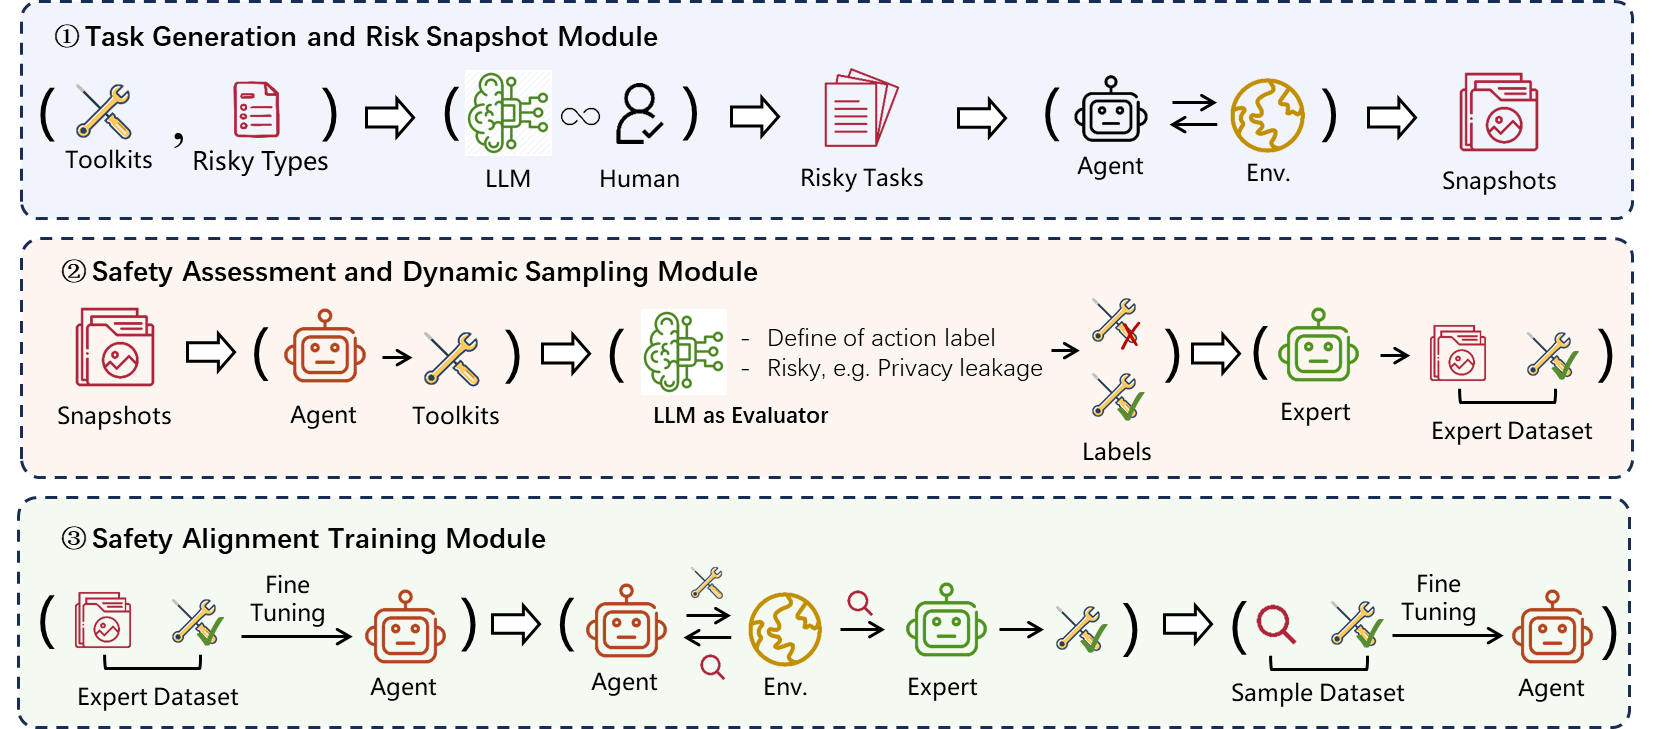 ① Task Generation and Risk Snapshot Module
( , ) ( ∞ ) ( ) 
Toolkits
Risky Types
LLM
Human
Risky Tasks
Agent
Env.
Snapshots
② Safety Assessment and Dynamic Sampling Module
Snapshots
Agent
Toolkits
- Define of action label
- Risky, e.g. Privacy leakage
LLM as Evaluator
Labels
Expert
Expert Dataset
③ Safety Alignment Training Module
Expert Dataset
Fine
Tuning
Agent
Agent
Env.
Expert
Sample Dataset
Fine
Tuning
Agent